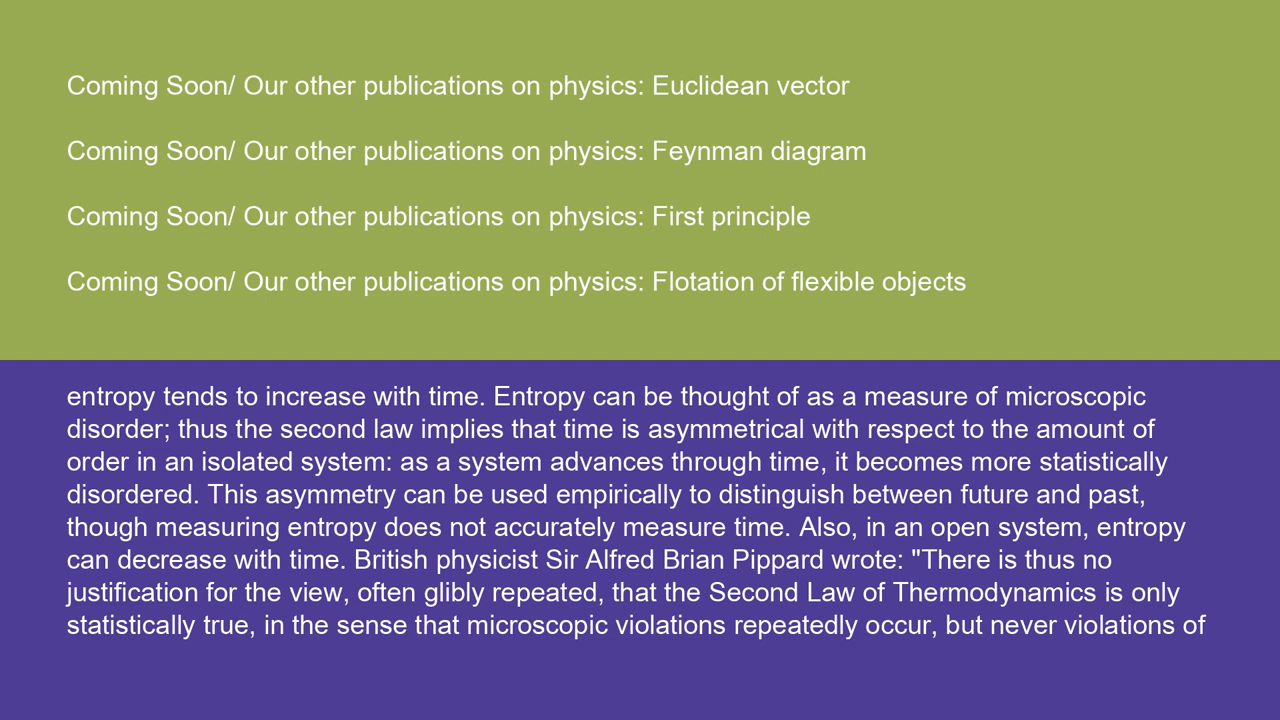 Coming Soon/ Our other publications on physics: Euclidean vector
Coming Soon/ Our other publications on physics: Feynman diagram
Coming Soon/ Our other publications on physics: First principle
Coming Soon/ Our other publications on physics: Flotation of flexible objects
entropy tends to increase with time. Entropy can be thought of as a measure of microscopic
disorder; thus the second law implies that time is asymmetrical with respect to the amount of
order in an isolated system: as a system advances through time, it becomes more statistically
disordered. This asymmetry can be used empirically to distinguish between future and past,
though measuring entropy does not accurately measure time. Also, in an open system, entropy
can decrease with time. British physicist Sir Alfred Brian Pippard wrote: "There is thus no
justification for the view, often glibly repeated, that the Second Law of Thermodynamics is only
statistically true, in the sense that microscopic violations repeatedly occur, but never violations of